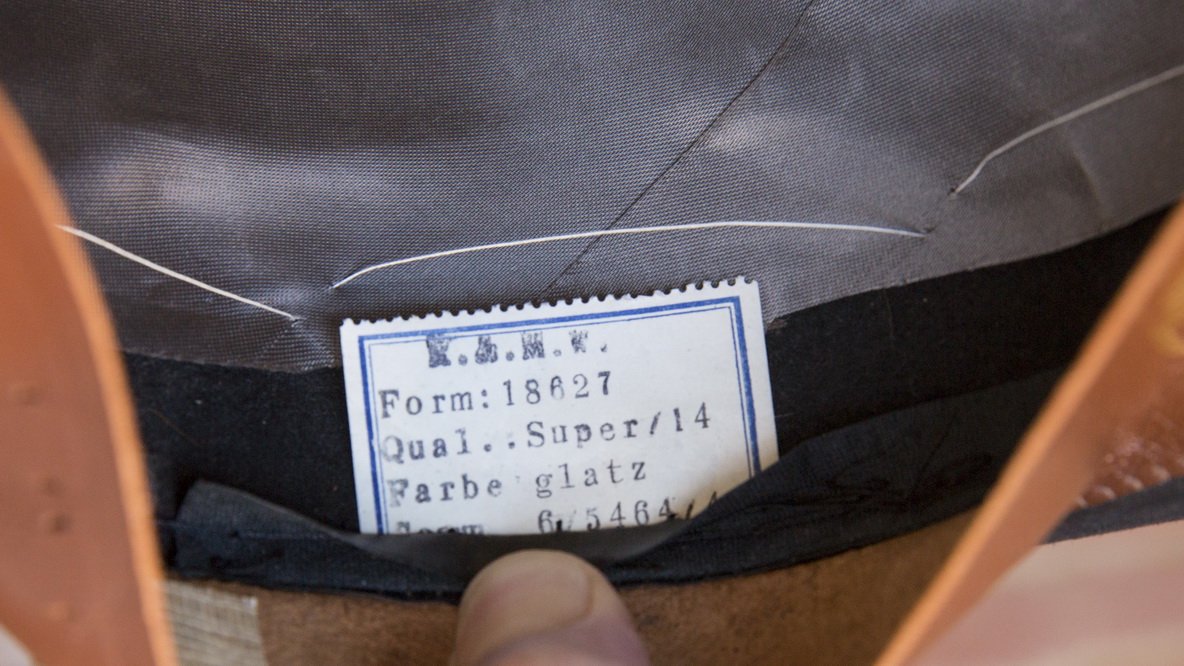 Form: 18627
Qual..:Super/14
Farbe glatz
6/5464/